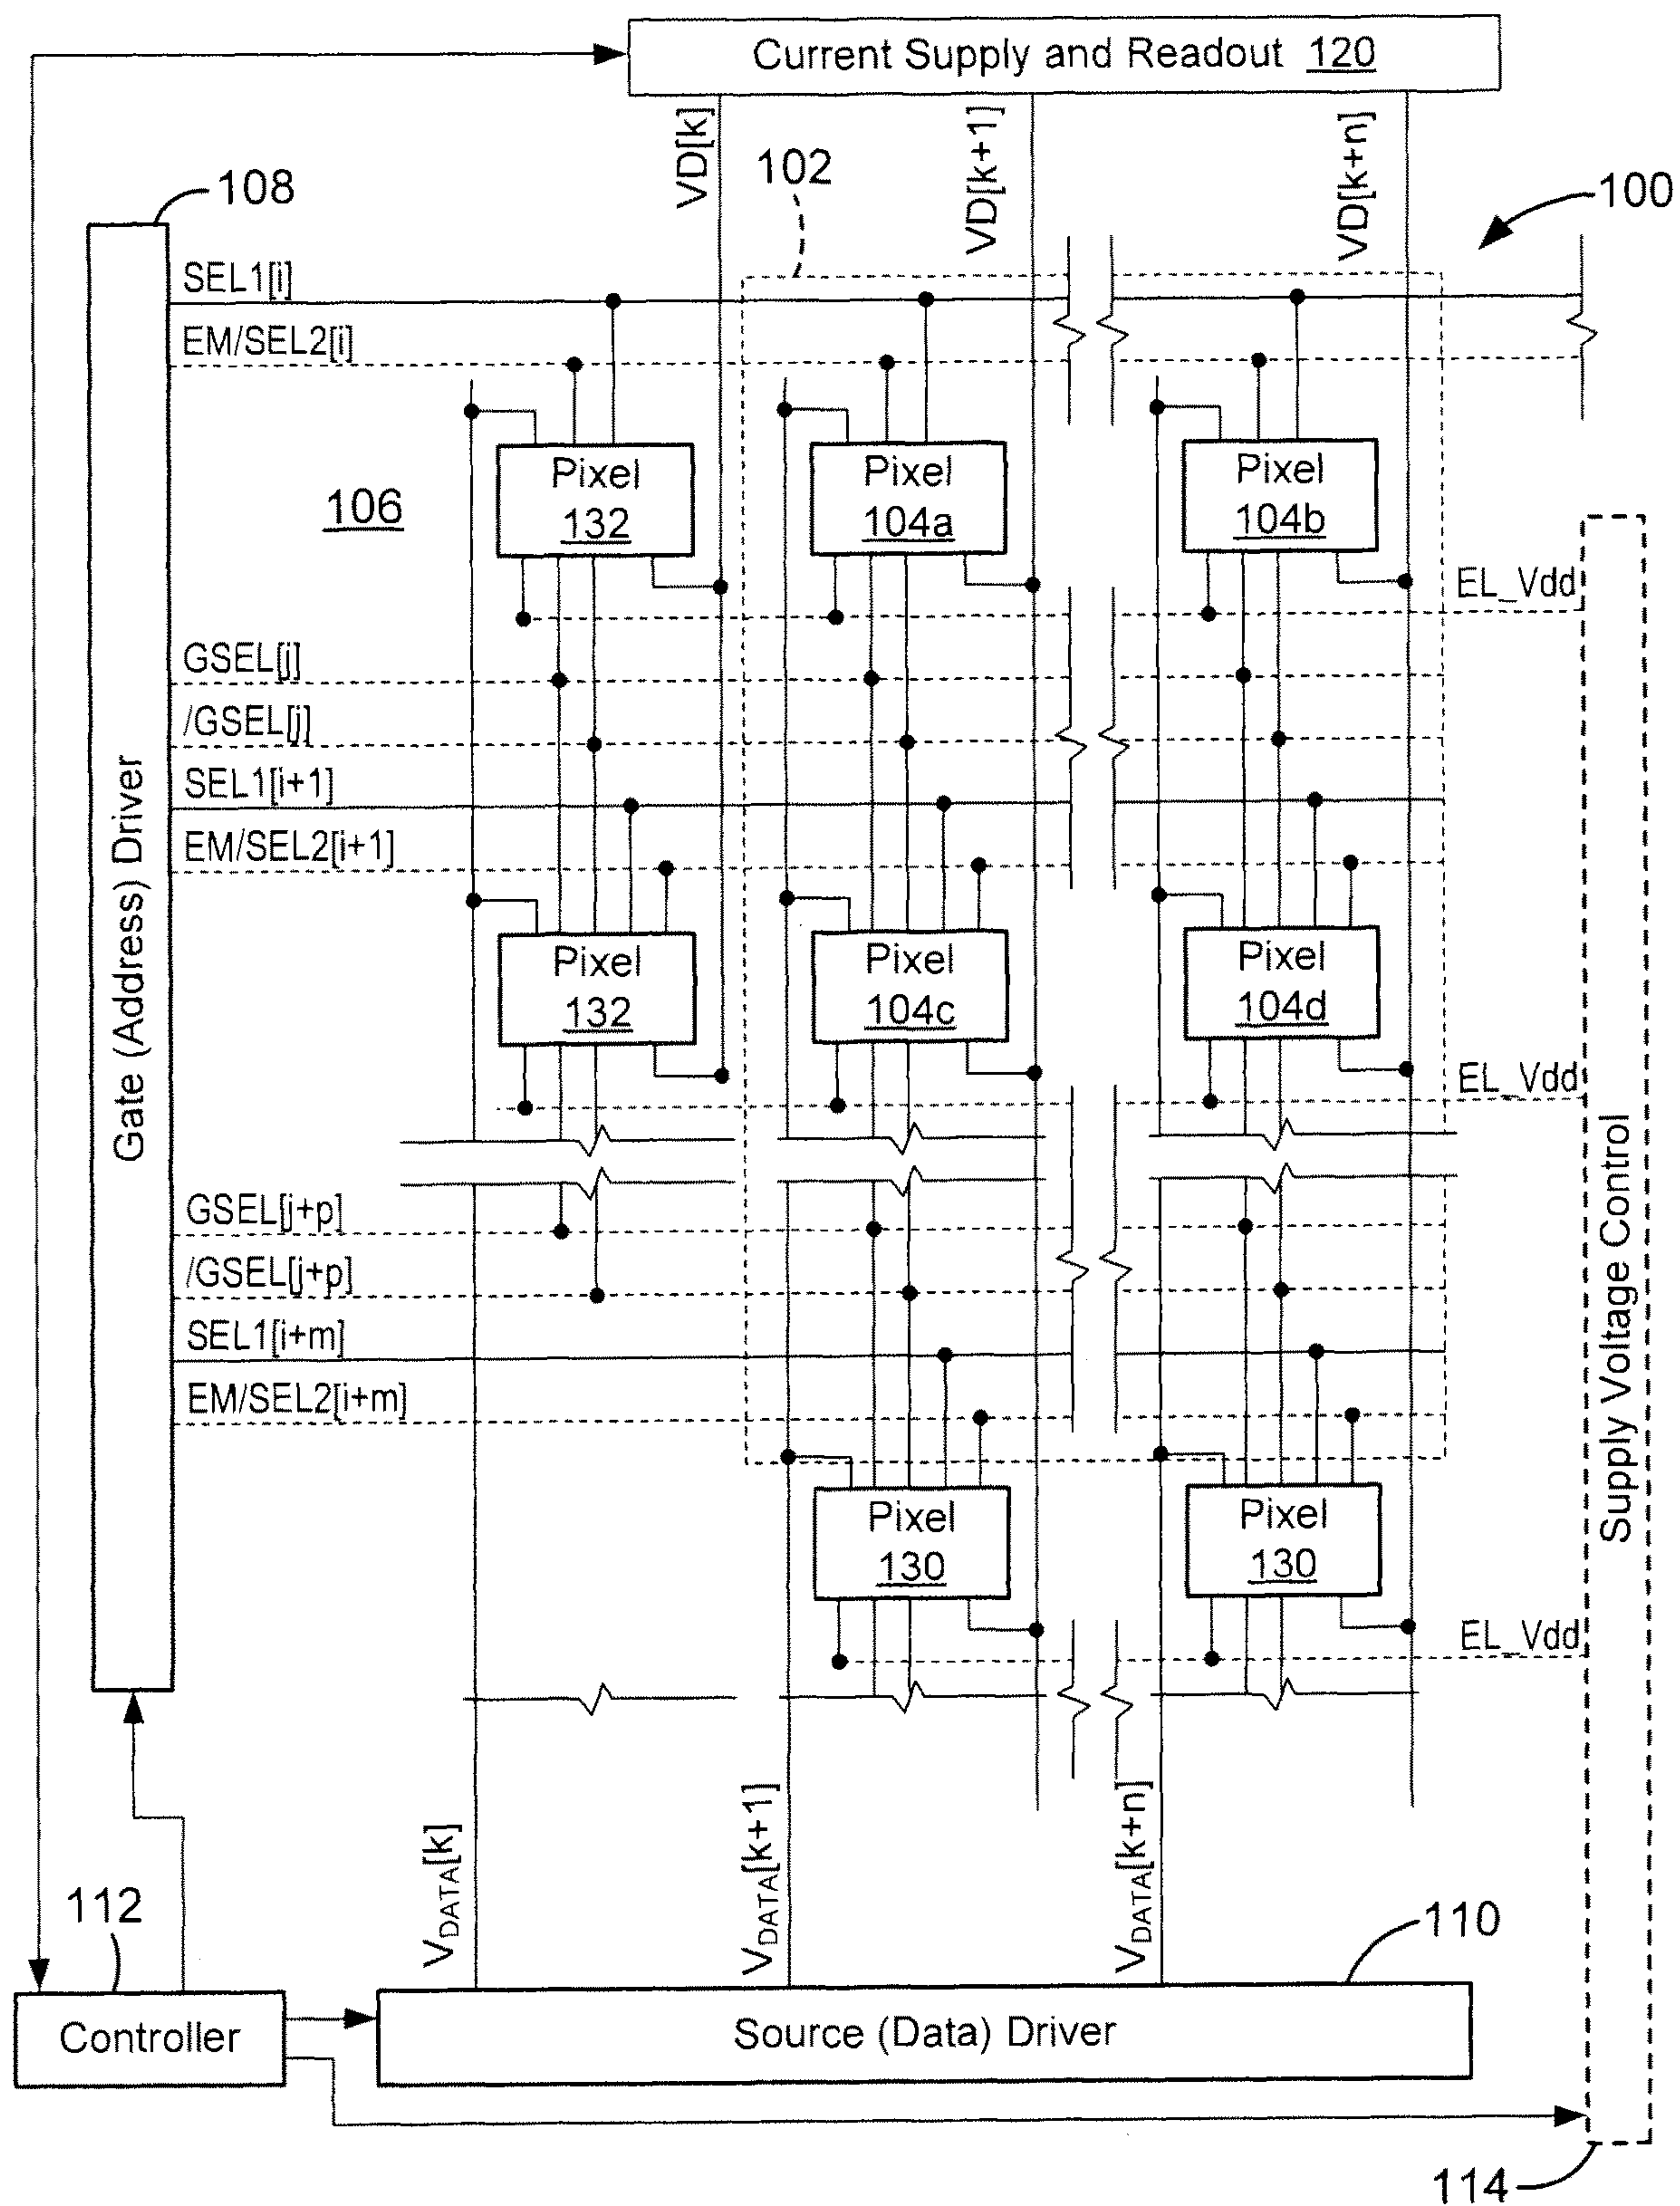 Current Supply and Readout 120
VD[k]
VD[k+1]
VD[k+n]
102
100
108
SEL1[i]
EM/SEL2[i]
106
Pixel
132
Pixel
104a
Pixel
104b
EL_Vdd
GSEL[j]
/GSEL[j]
SEL1[i+1]
EM/SEL2[i+1]
Gate (Address) Driver
Pixel
132
Pixel
104c
Pixel
104d
EL_Vdd
Supply Voltage Control
GSEL[j+p]
/GSEL[j+p]
SEL1[i+m]
EM/SEL2[i+m]
Pixel
130
Pixel
130
EL_Vdd
VDATA[k]
VDATA[k+1]
VDATA[k+n]
112
110
Controller
Source (Data) Driver
114